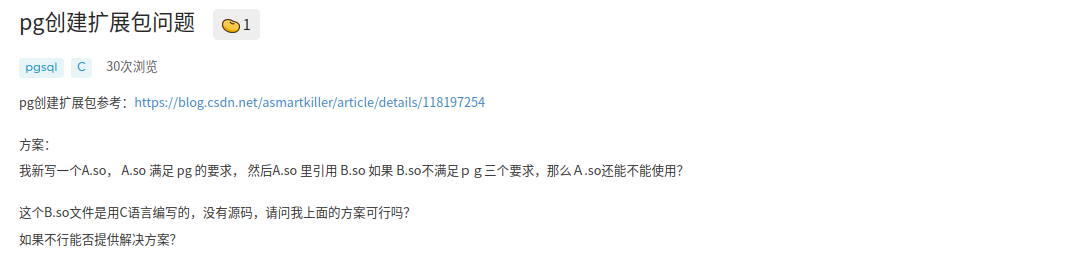 pg创建扩展包问题 1
pgsql C 30次浏览
pg创建扩展包参考：https://blog.csdn.net/asmartkiller/article/details/118197254
方案：
我新写一个A.so， A.so 满足 pg 的要求， 然后A.so 里引用 B.so 如果 B.so不满足ｐｇ三个要求，那么Ａ.so还能不能使用？
这个B.so文件是用C语言编写的，没有源码，请问我上面的方案可行吗？
如果不行能否提供解决方案？